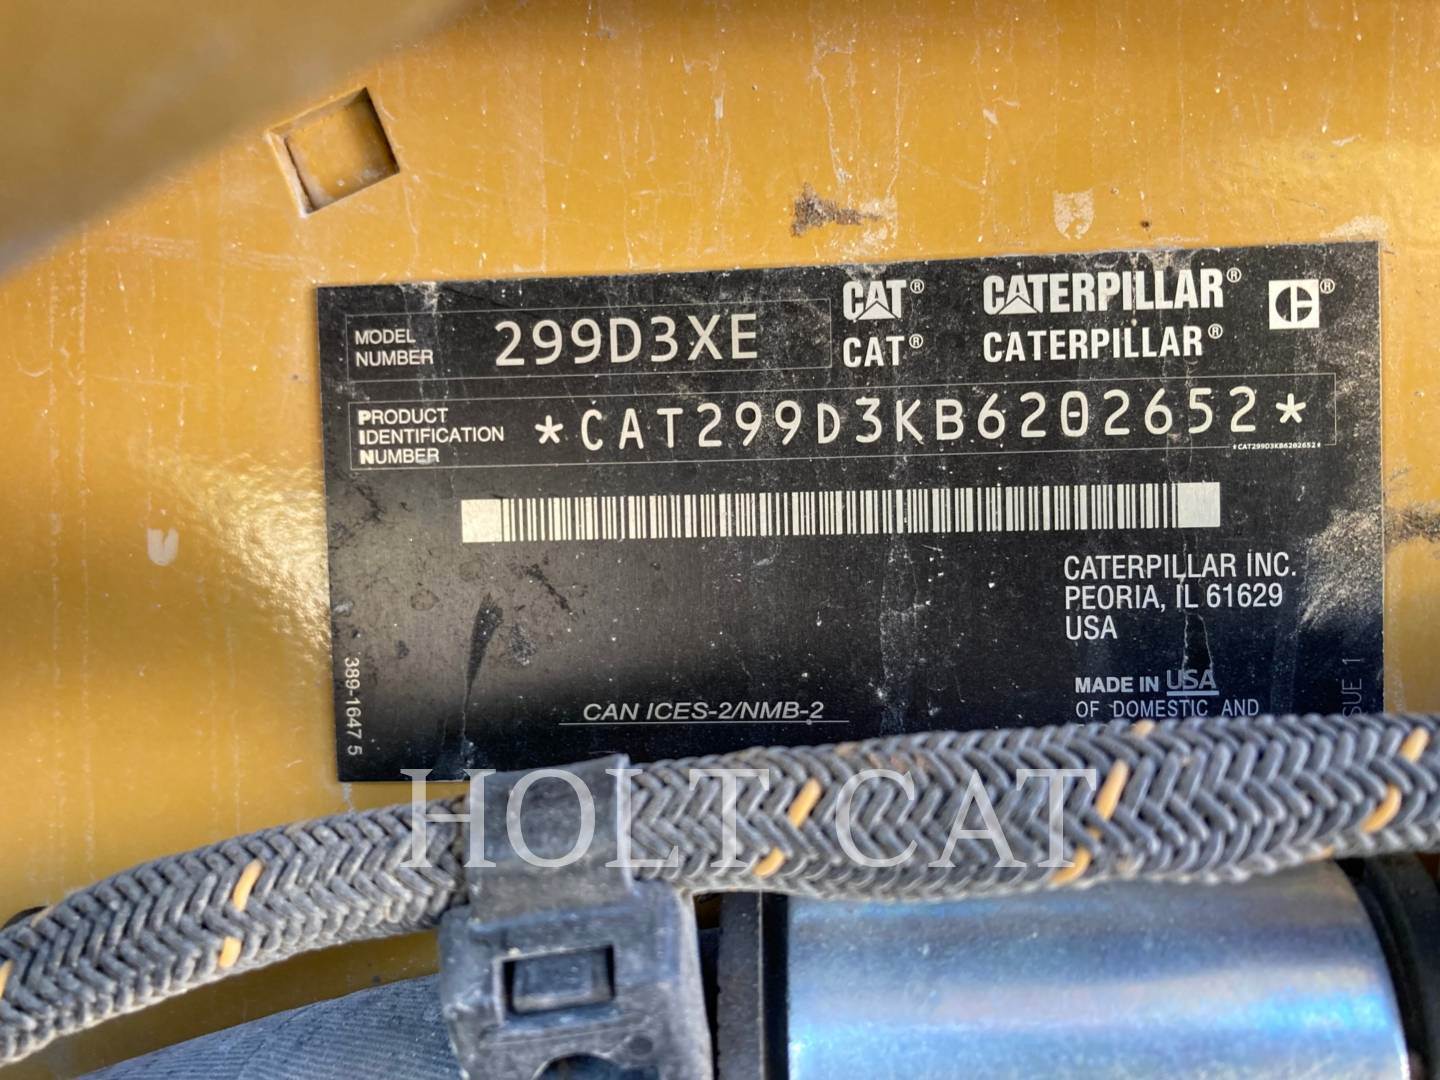 MODEL NUMBER 299D3XE
CAT® CATERPILLAR® ®
CAT® CATERPILLAR®
PRODUCT
IDENTIFICATION
NUMBER
*CAT299D3KB6202652*
*CAT299D3KB6202652*
CATERPILLAR INC.
PEORIA, IL 61629
USA
MADE IN USA
OF DOMESTIC AND
CAN ICES-2/NMB-2
389-1647 5
HOLT CAT